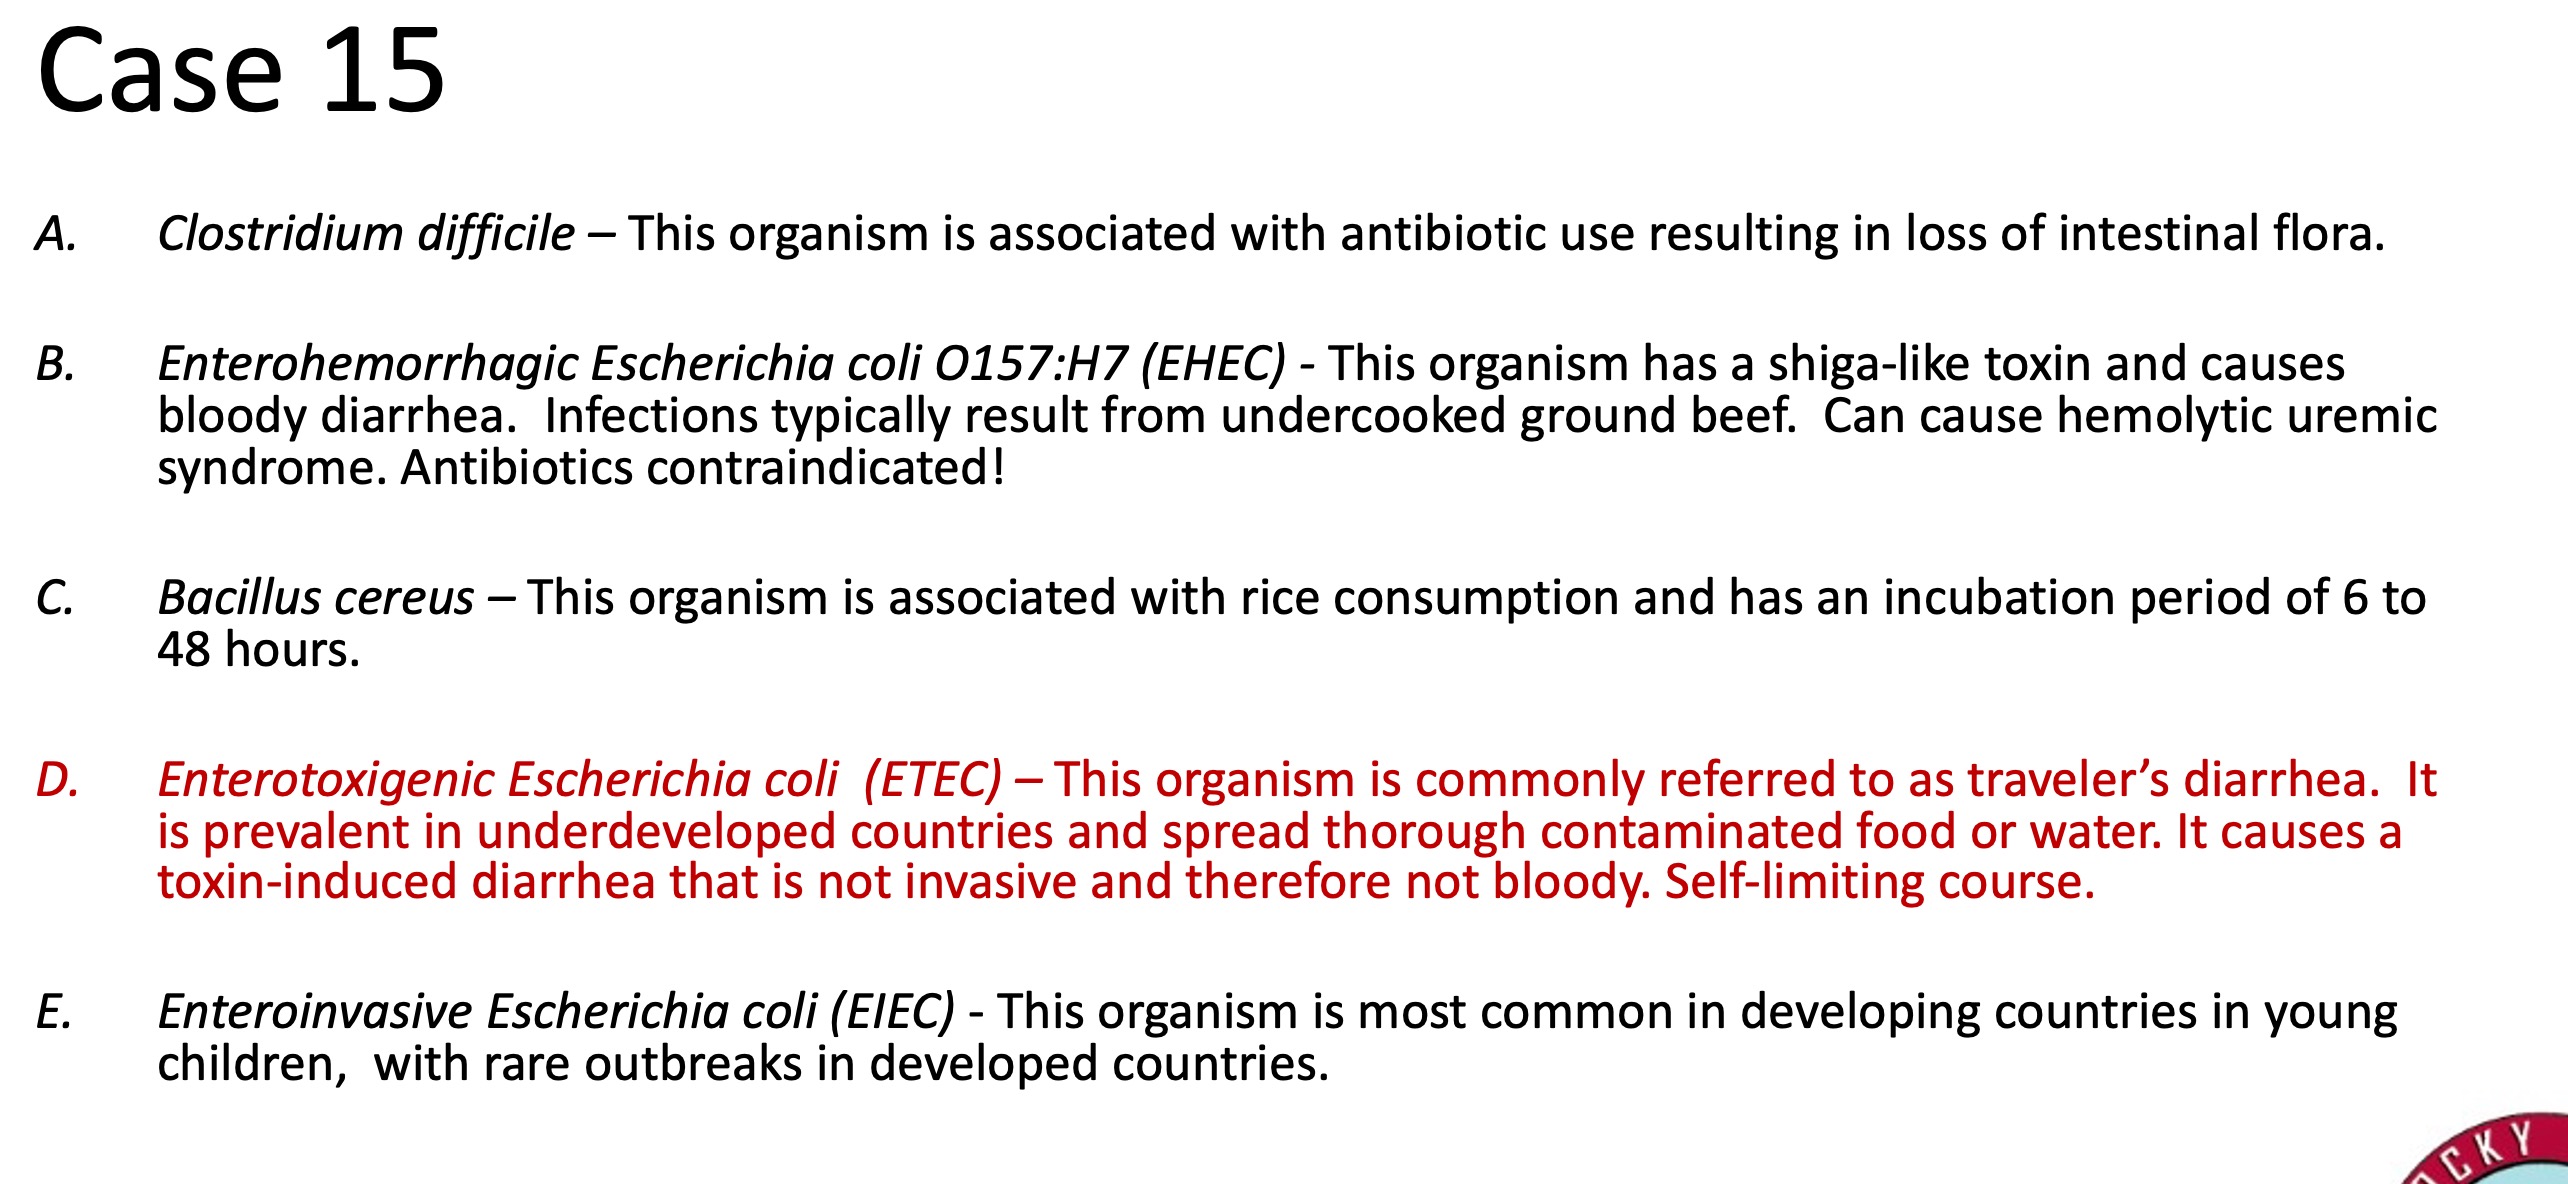 Case 15
A. Clostridium difficile – This organism is associated with antibiotic use resulting in loss of intestinal flora.
B. Enterohemorrhagic Escherichia coli O157:H7 (EHEC) - This organism has a shiga-like toxin and causes
bloody diarrhea.  Infections typically result from undercooked ground beef.  Can cause hemolytic uremic
syndrome. Antibiotics contraindicated!
C. Bacillus cereus – This organism is associated with rice consumption and has an incubation period of 6 to
48 hours.
D. Enterotoxigenic Escherichia coli  (ETEC) – This organism is commonly referred to as traveler’s diarrhea.  It
is prevalent in underdeveloped countries and spread thorough contaminated food or water. It causes a
toxin-induced diarrhea that is not invasive and therefore not bloody. Self-limiting course.
E. Enteroinvasive Escherichia coli (EIEC) - This organism is most common in developing countries in young
children,  with rare outbreaks in developed countries.